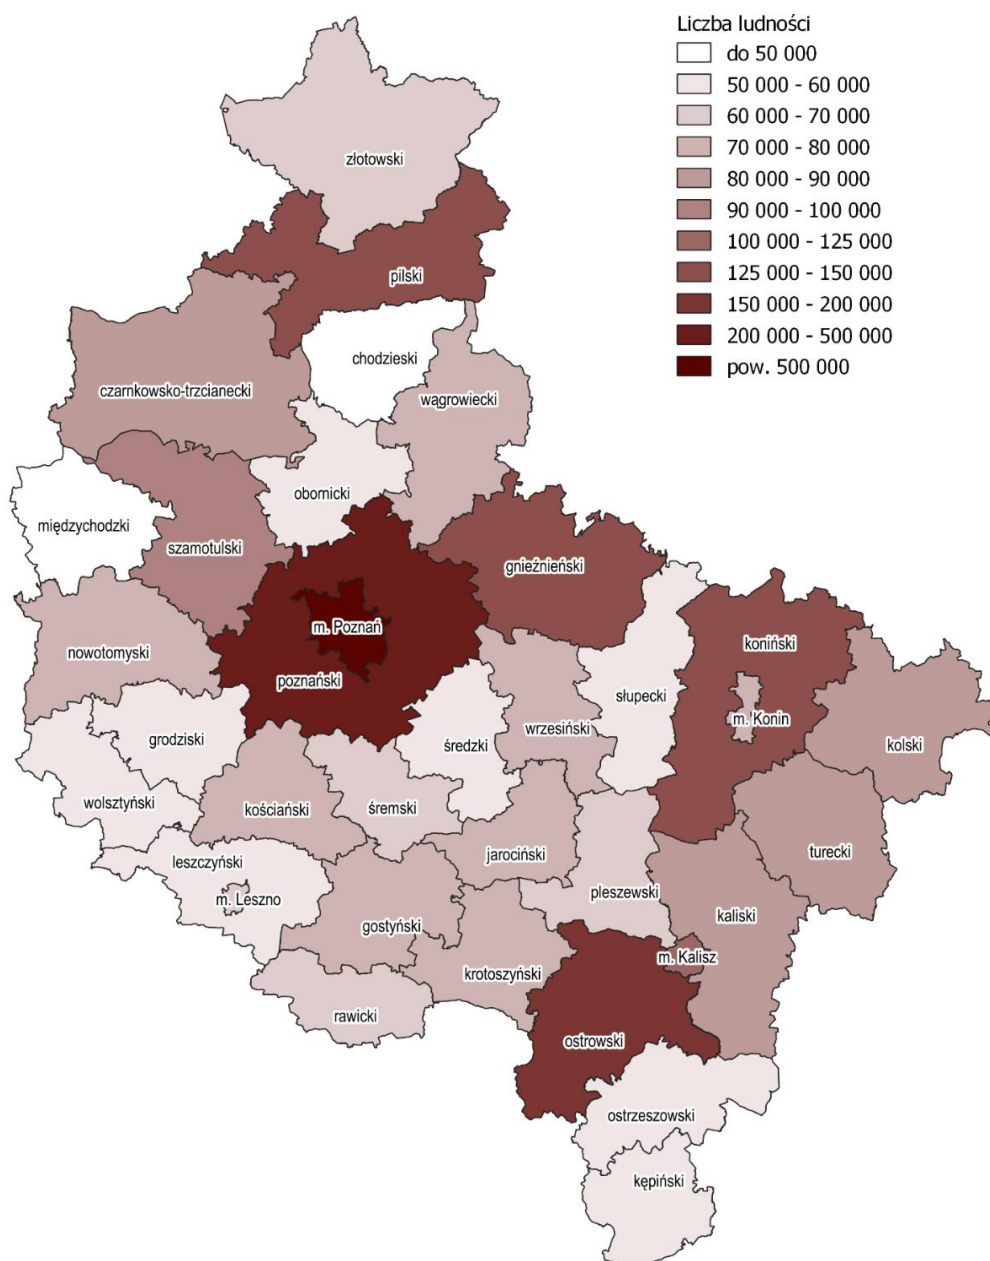 Liczba ludności
do 50 000
50 000 - 60 000
60 000 - 70 000
70 000 - 80 000
80 000 - 90 000
90 000 - 100 000
100 000 - 125 000
125 000 - 150 000
150 000 - 200 000
200 000 - 500 000
pow. 500 000
złotowski
pilski
chodzieski
czarnkowsko-trzcianecki
wągrowiecki
obornicki
międzychodzki
szamotulski
gnieźnieński
m. Poznań
koniński
nowotomyski
poznański
słupecki
m. Konin
wrzesiński
grodziski
średzki
kolski
wolsztyński
kościański
śremski
turecki
jarociński
leszczyński
pleszewski
m. Leszno
kaliski
gostyński
m. Kalisz
krotoszyński
rawicki
ostrowski
ostrzeszowski
kępiński